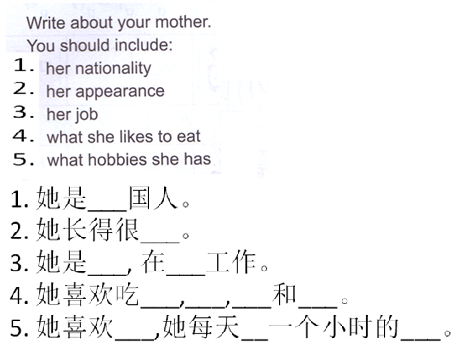 Write about your mother.
You should include:
1. her nationality
2. her appearance
3. her job
4. what she likes to eat
5. what hobbies she has
1. 她是___国人。
2. 她长得很___。
3. 她是___, 在___工作。
4. 她喜欢吃___,___,___和___。
5. 她喜欢___,她每天__一个小时的___。